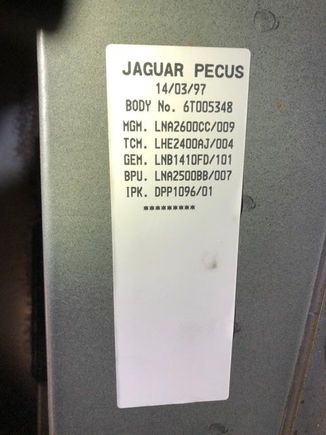 JAGUAR PECUS
14/03/97
BODY No. 6T005348
MGM. LNA2600CC/009
TCM. LHE2400AJ/004
GEM. LNB1410FD/101
BPU. LNA2500BB/007
IPK. DPP1096/01
*********